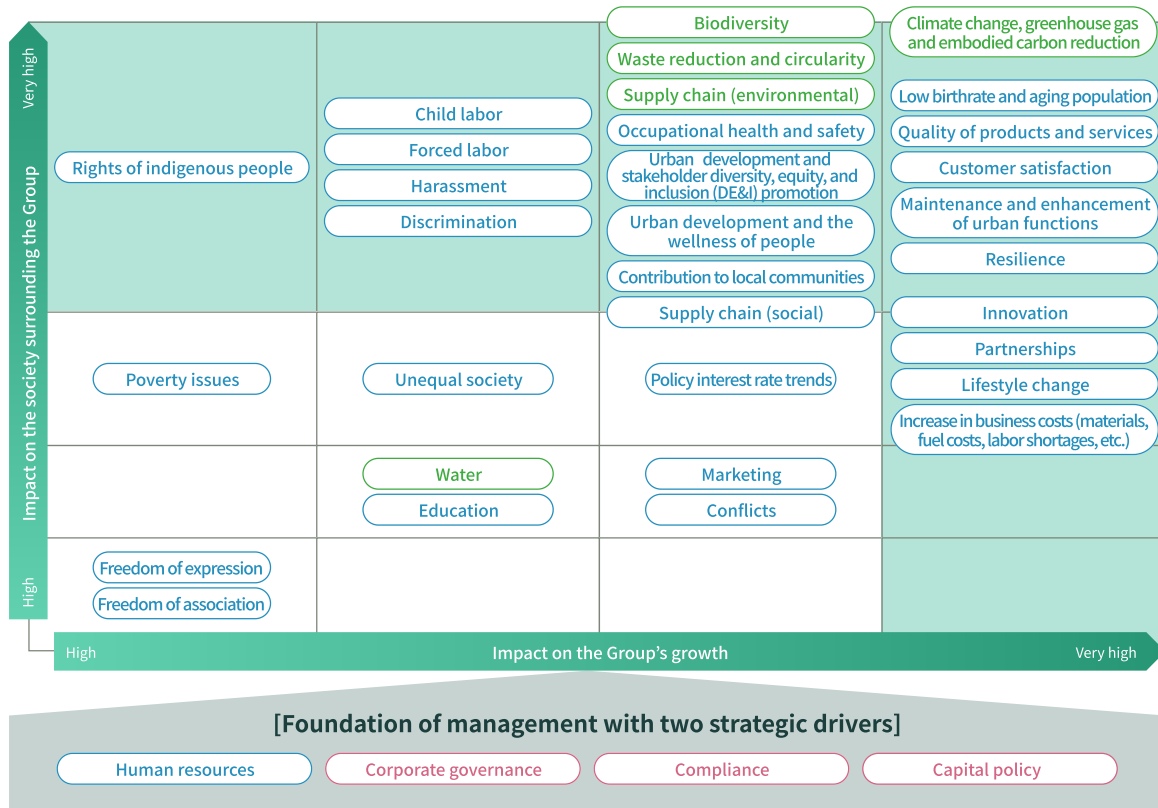 Very high
Impact on the society surrounding the Group
High
Rights of indigenous people
Child labor
Forced labor
Harassment
Discrimination
Biodiversity
Waste reduction and circularity
Supply chain (environmental)
Occupational health and safety
Urban development and
stakeholder diversity, equity, and
inclusion (DE&I) promotion
Urban development and the
wellness of people
Contribution to local communities
Supply chain (social)
Climate change, greenhouse gas
and embodied carbon reduction
Low birthrate and aging population
Quality of products and services
Customer satisfaction
Maintenance and enhancement
of urban functions
Resilience
Innovation
Partnerships
Lifestyle change
Increase in business costs (materials,
fuel costs, labor shortages, etc.)
Poverty issues
Unequal society
Policy interest rate trends
Water
Education
Marketing
Conflicts
Freedom of expression
Freedom of association
High
Impact on the Group's growth
Very high
[Foundation of management with two strategic drivers]
Human resources
Corporate governance
Compliance
Capital policy